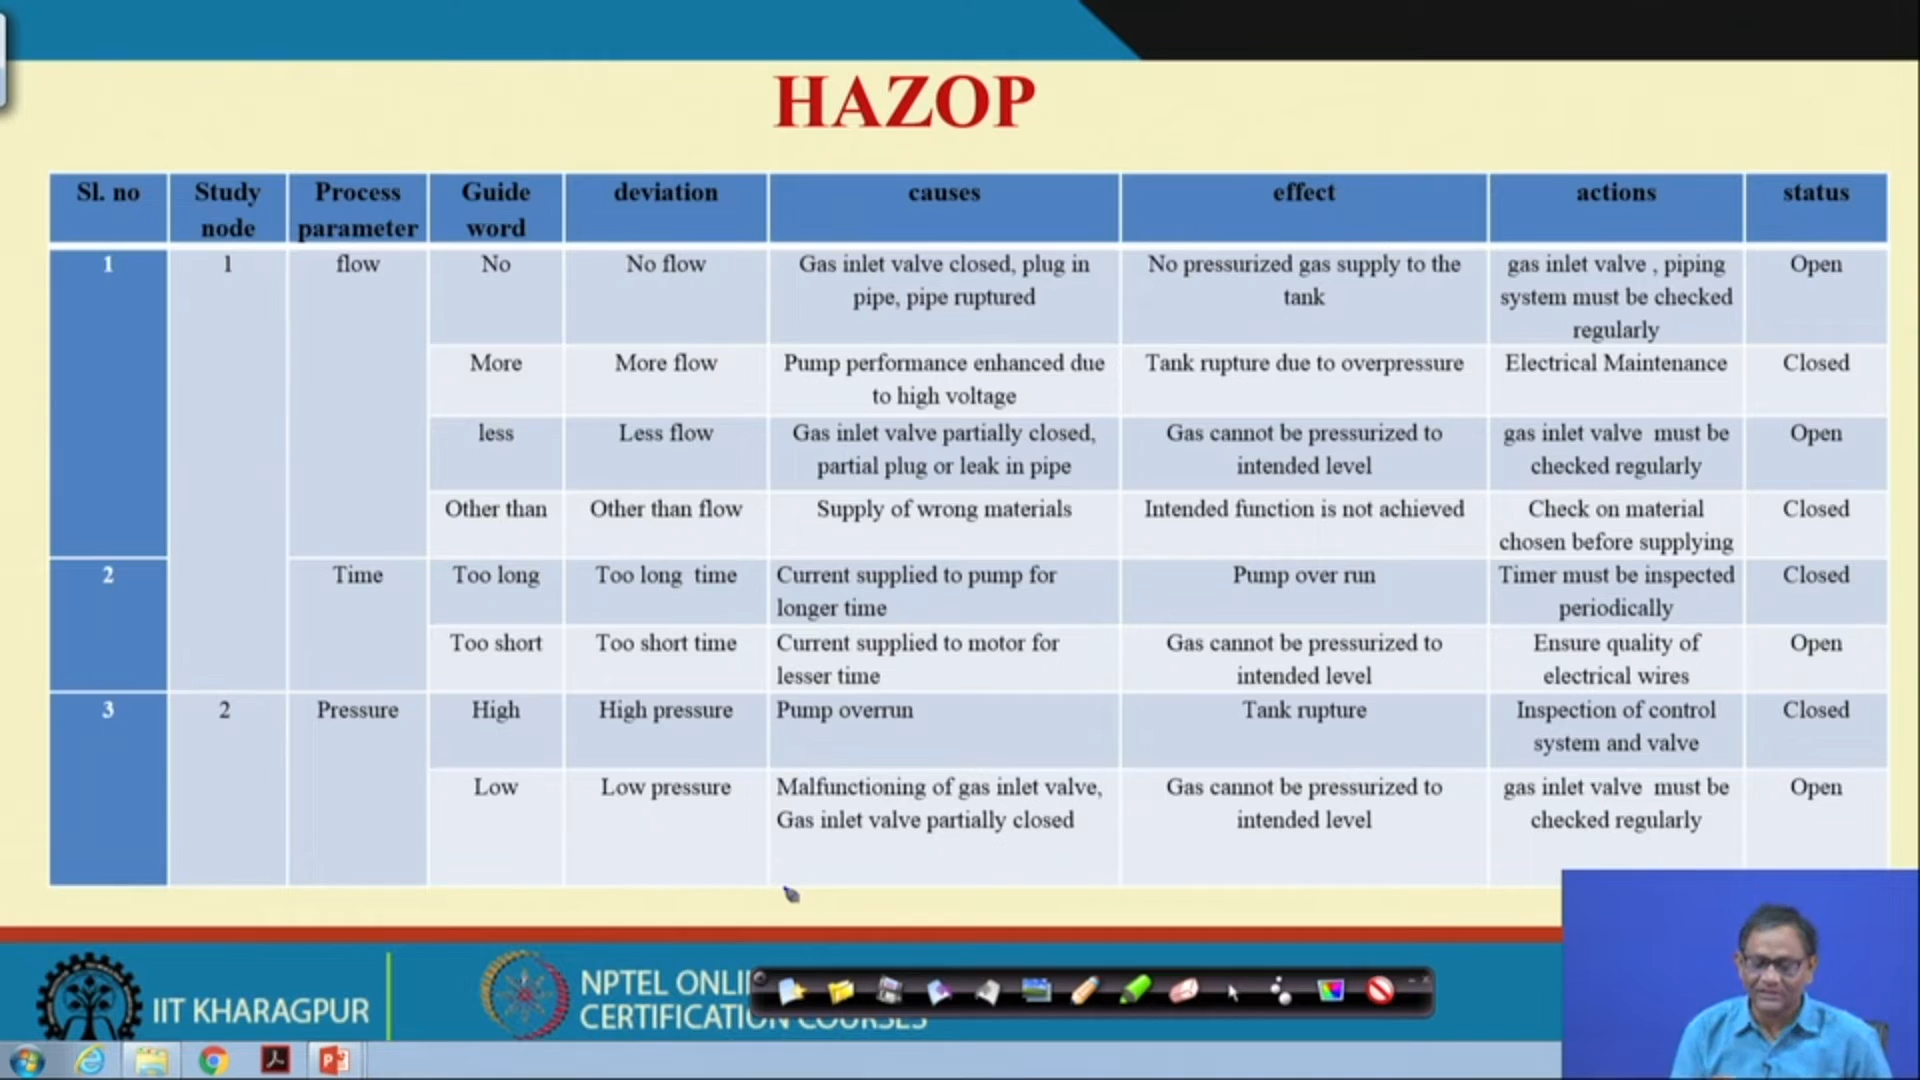 HAZOP
Sl. no
Study
node
Process
parameter
Guide
word
deviation
causes
effect
actions
status
1
1
flow
No
No flow
Gas inlet valve closed, plug in
pipe, pipe ruptured
No pressurized gas supply to the
tank
gas inlet valve , piping
system must be checked
regularly
Open
More
More flow
Pump performance enhanced due
to high voltage
Tank rupture due to overpressure
Electrical Maintenance
Closed
less
Less flow
Gas inlet valve partially closed,
partial plug or leak in pipe
Gas cannot be pressurized to
intended level
gas inlet valve must be
checked regularly
Open
Other than
Other than flow
Supply of wrong materials
Intended function is not achieved
Check on material
chosen before supplying
Closed
2
Time
Too long
Too long time
Current supplied to pump for
longer time
Pump over run
Timer must be inspected
periodically
Closed
Too short
Too short time
Current supplied to motor for
lesser time
Gas cannot be pressurized to
intended level
Ensure quality of
electrical wires
Open
3
2
Pressure
High
High pressure
Pump overrun
Tank rupture
Inspection of control
system and valve
Closed
Low
Low pressure
Malfunctioning of gas inlet valve,
Gas inlet valve partially closed
Gas cannot be pressurized to
intended level
gas inlet valve must be
checked regularly
Open
IIT KHARAGPUR
NPTEL
CERTIFICATION COURSES